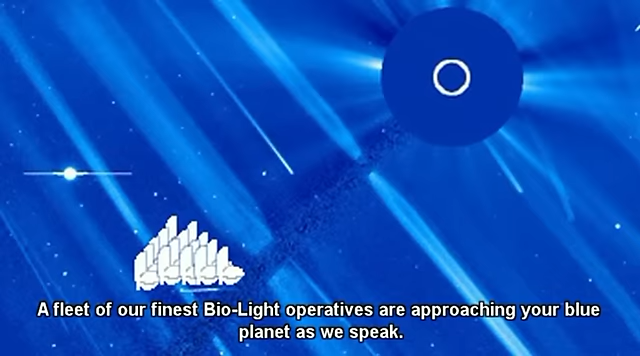 A fleet of our finest Bio-Light operatives are approaching your blue
planet as we speak.